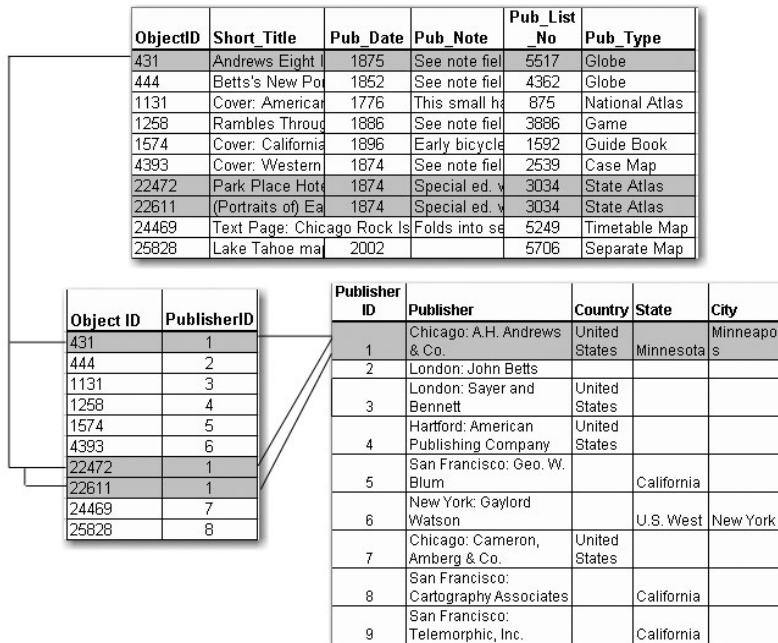 ObjectID Short_Title Pub_Date Pub_Note Pub_List _No Pub_Type
431 Andrews Eight 1875 See note fiel 5517 Globe
444 Betts's New Por 1852 See note fiel 4362 Globe
1131 Cover: American 1776 This small ha 875 National Atlas
1258 Rambles Throug 1886 See note fiel 3886 Game
1574 Cover: California 1896 Early bicycle 1592 Guide Book
4393 Cover: Western 1874 See note fiel 2539 Case Map
22472 Park Place Hote 1874 Special ed. v 3034 State Atlas
22611 (Portraits of) Ea 1874 Special ed. v 3034 State Atlas
24469 Text Page: Chicago Rock Is Folds into se 5249 Timetable Map
25828 Lake Tahoe map 2002 5706 Separate Map
Object ID PublisherID
431 1
444 2
1131 3
1258 4
1574 5
4393 6
22472 1
22611 1
24469 7
25828 8
Publisher
ID Publisher Country State City
Chicago: A.H. Andrews United Minneapo
1 & Co. States Minnesota s
2 London: John Betts
London: Sayer and United
3 Bennett States
Hartford: American United
4 Publishing Company States
San Francisco: Geo. W.
5 Blum California
New York: Gaylord
6 Watson U.S. West New York
Chicago: Cameron, United
7 Amberg & Co. States
San Francisco:
8 Cartography Associates California
San Francisco:
9 Telemorphic, Inc. California